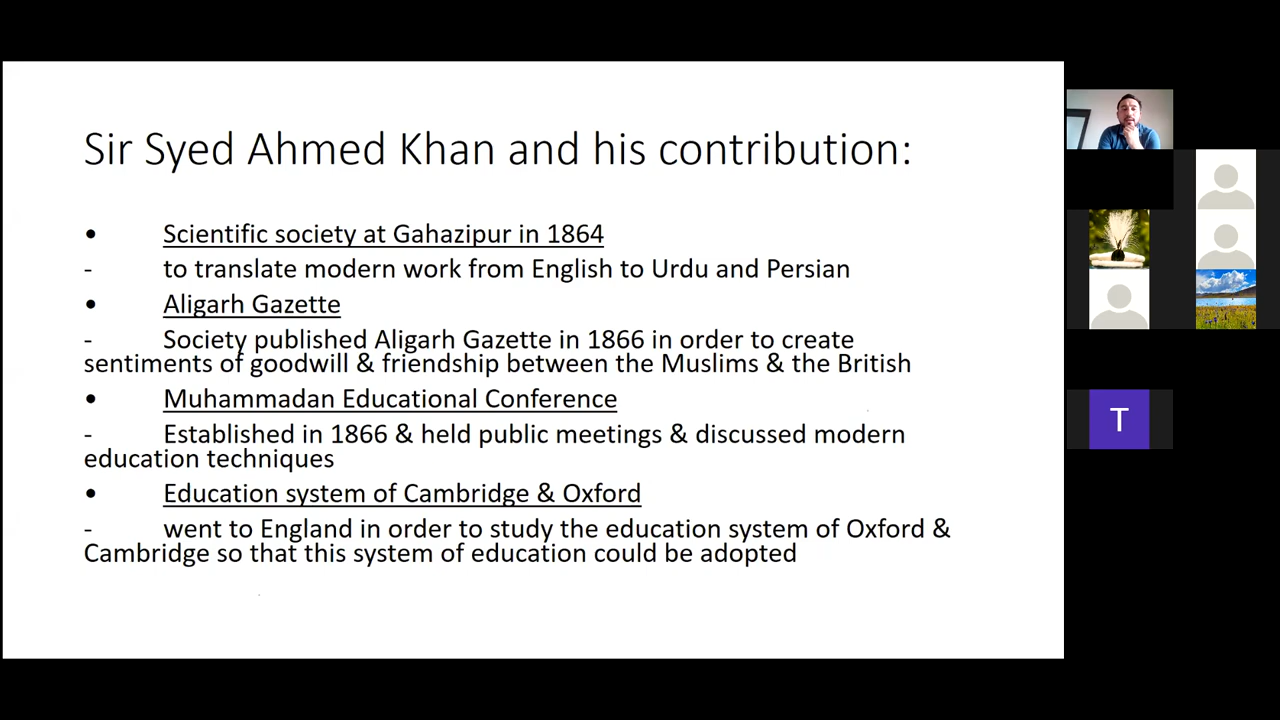 Sir Syed Ahmed Khan and his contribution:
• Scientific society at Gahazipur in 1864
- to translate modern work from English to Urdu and Persian
• Aligarh Gazette
- Society published Aligarh Gazette in 1866 in order to create
sentiments of goodwill & friendship between the Muslims & the British
• Muhammadan Educational Conference
- Established in 1866 & held public meetings & discussed modern
education techniques
• Education system of Cambridge & Oxford
- went to England in order to study the education system of Oxford &
Cambridge so that this system of education could be adopted
T